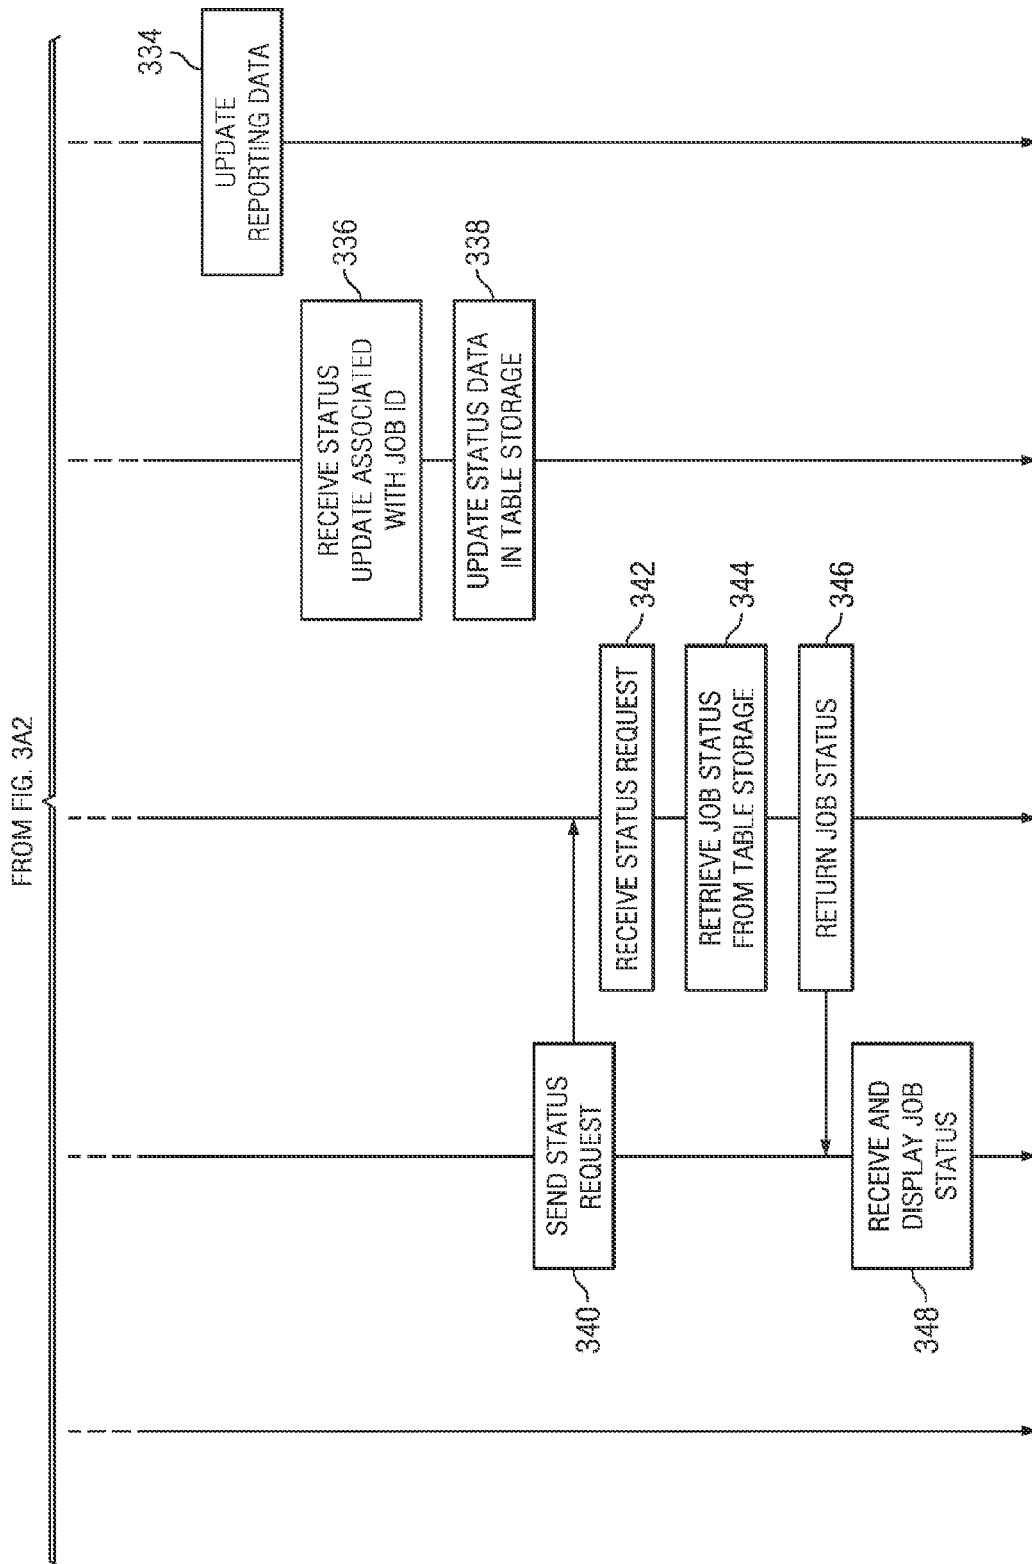 FROM FIG. 3A2
334
UPDATE
REPORTING DATA
336
RECEIVE STATUS
UPDATE ASSOCIATED
WITH JOB ID
338
UPDATE STATUS DATA
IN TABLE STORAGE
340
SEND STATUS
REQUEST
342
RECEIVE STATUS REQUEST
344
RETRIEVE JOB STATUS
FROM TABLE STORAGE
346
RETURN JOB STATUS
348
RECEIVE AND
DISPLAY JOB
STATUS